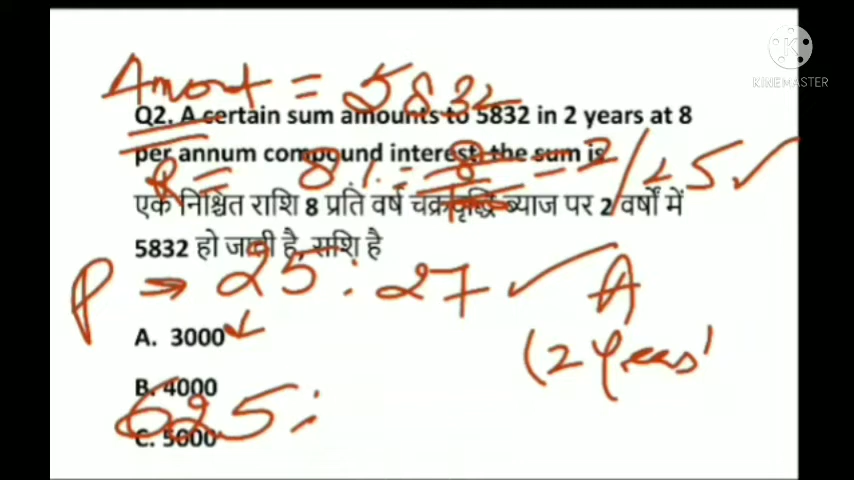 KINEMASTER
Amount = 5832
Q2. A certain sum amounts to 5832 in 2 years at 8
per annum compound interest, the sum is
R = 8% = 8/100 = 2/25
एक निश्चित राशि 8 प्रति वर्ष चक्रवृद्धि ब्याज पर 2 वर्षों में
5832 हो जाती है, राशि है
P ⇒ 25 : 27 A
A. 3000
(2 years)
B. 4000
625 :
C. 5000